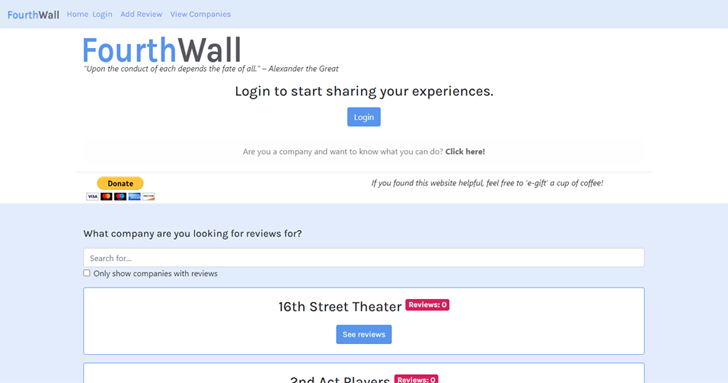 FourthWall Home Login Add Review View Companies
FourthWall
"Upon the conduct of each depends the fate of all." – Alexander the Great
Login to start sharing your experiences.
Login
Are you a company and want to know what you can do? Click here!
Donate
If you found this website helpful, feel free to 'e-gift' a cup of coffee!
VISA
What company are you looking for reviews for?
Search for...
Only show companies with reviews
16th Street Theater Reviews: 0
See reviews
2nd Act Players Reviews: 0